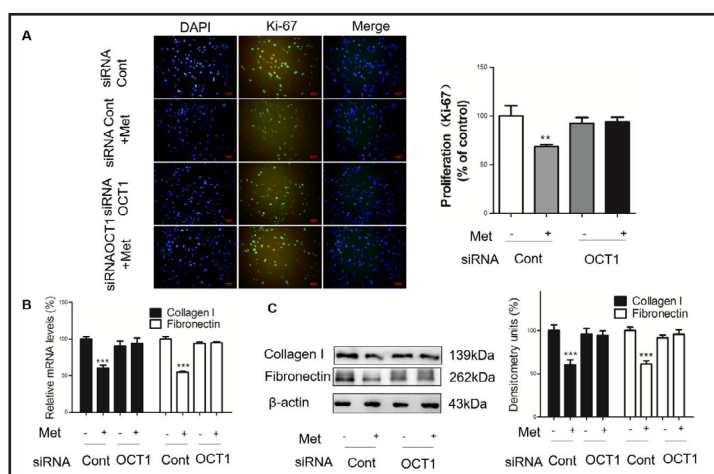 A
DAPI Ki-67 Merge
siRNA Cont
siRNA Cont +Met
siRNA OCT1
siRNAOCT1 +Met
Proliferation (Ki-67)
(% of control)
150
100
50
0
**
Met - + - +
siRNA Cont OCT1
B
Relative mRNA levels (%)
150
100
50
0
Collagen I
Fibronectin
*** ***
Met - + - + - + - +
siRNA Cont OCT1 Cont OCT1
C
Collagen I 139kDa
Fibronectin 262kDa
β-actin 43kDa
Met - + - +
siRNA Cont OCT1
Densitometry units (%)
150
100
50
0
Collagen I
Fibronectin
*** ***
Met - + - + - + - +
siRNA Cont OCT1 Cont OCT1